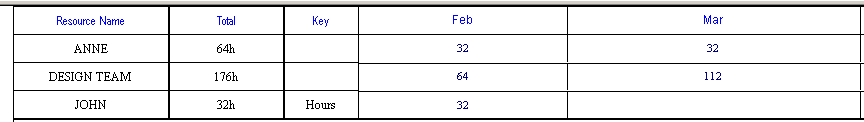 Resource Name Total Key Feb Mar
ANNE 64h 32 32
DESIGN TEAM 176h 64 112
JOHN 32h Hours 32